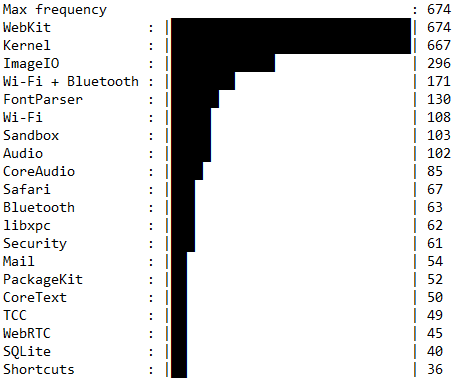 Max frequency : 674
WebKit : | | 674
Kernel : | | 667
ImageIO : | | 296
Wi-Fi + Bluetooth : | | 171
FontParser : | | 130
Wi-Fi : | | 108
Sandbox : | | 103
Audio : | | 102
CoreAudio : | | 85
Safari : | | 67
Bluetooth : | | 63
libxpc : | | 62
Security : | | 61
Mail : | | 54
PackageKit : | | 52
CoreText : | | 50
TCC : | | 49
WebRTC : | | 45
SQLite : | | 40
Shortcuts : | | 36